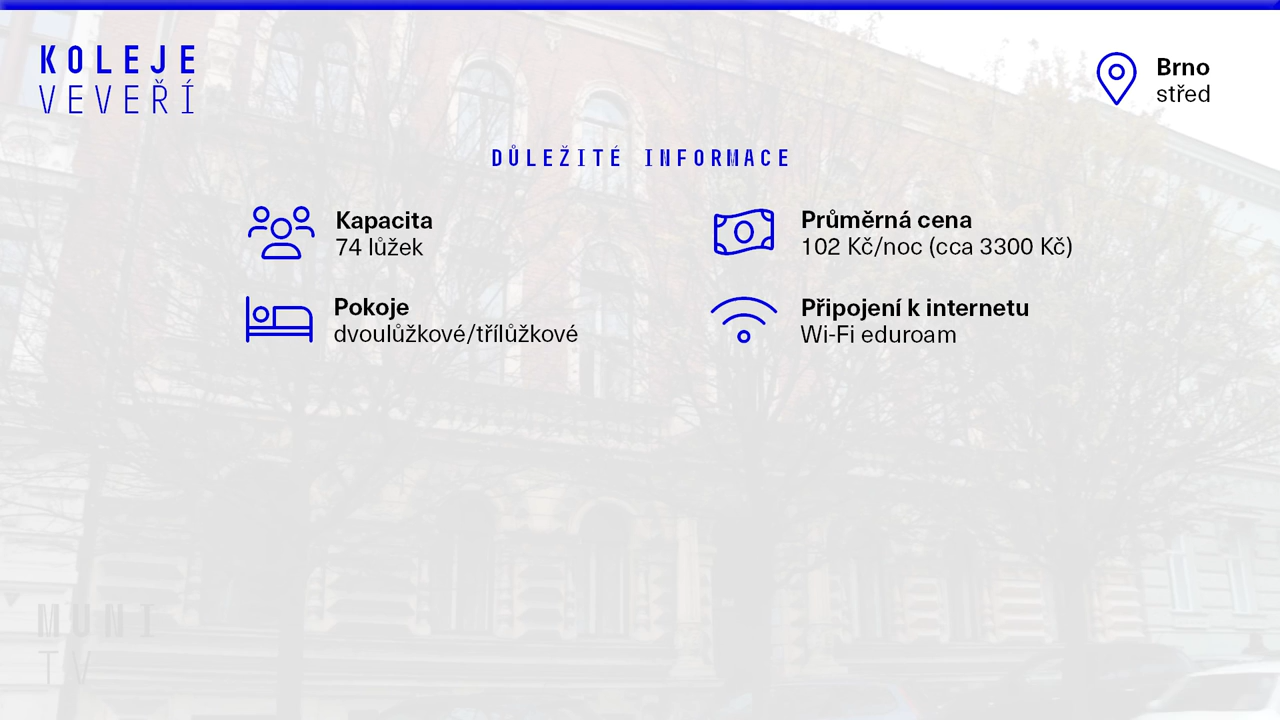 KOLEJE
VEVEŘÍ
Brno
střed
DŮLEŽITÉ INFORMACE
Kapacita
74 lůžek
Průměrná cena
102 Kč/noc (cca 3300 Kč)
Pokoje
dvoulůžkové/třílůžkové
Připojení k internetu
Wi-Fi eduroam
MUNI
TV